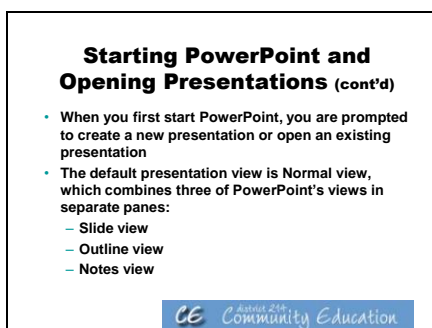 Starting PowerPoint and
Opening Presentations (cont'd)
• When you first start PowerPoint, you are prompted
to create a new presentation or open an existing
presentation
• The default presentation view is Normal view,
which combines three of PowerPoint's views in
separate panes:
– Slide view
– Outline view
– Notes view
CE district 214 Community Education